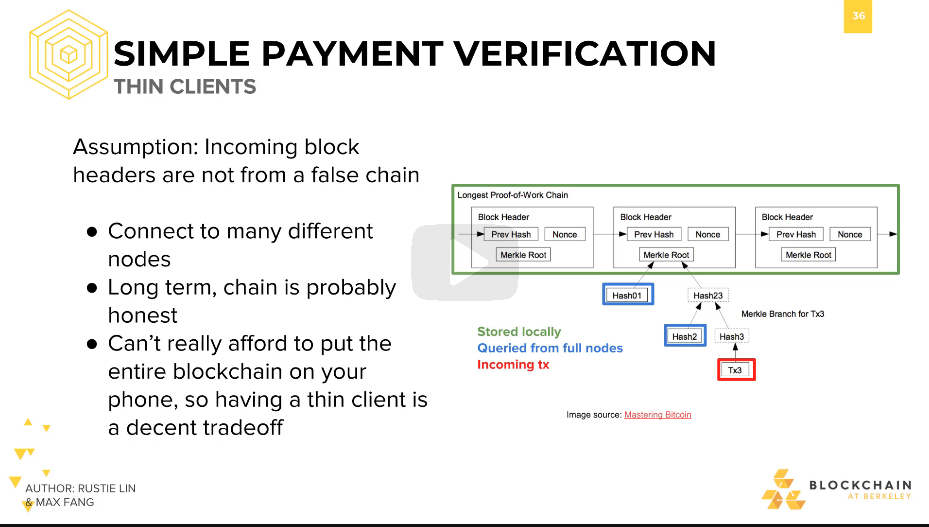 36
SIMPLE PAYMENT VERIFICATION
THIN CLIENTS
Assumption: Incoming block
headers are not from a false chain
● Connect to many different
nodes
● Long term, chain is probably
honest
● Can't really afford to put the
entire blockchain on your
phone, so having a thin client is
a decent tradeoff
Longest Proof-of-Work Chain
Block Header
Prev Hash
Nonce
Merkle Root
Block Header
Prev Hash
Nonce
Merkle Root
Block Header
Prev Hash
Nonce
Merkle Root
Hash01
Hash23
Merkle Branch for Tx3
Hash2
Hash3
Tx3
Stored locally
Queried from full nodes
Incoming tx
Image source: Mastering Bitcoin
AUTHOR: RUSTIE LIN
& MAX FANG
BLOCKCHAIN
AT BERKELEY